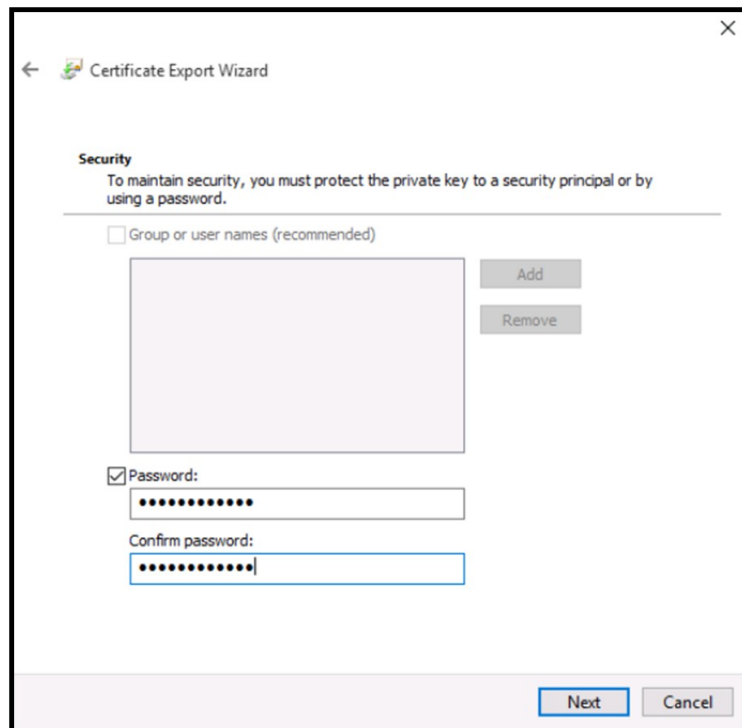 Certificate Export Wizard
Security
To maintain security, you must protect the private key to a security principal or by
using a password.
Group or user names (recommended)
Add
Remove
Password:
●●●●●●●●●●●●
Confirm password:
●●●●●●●●●●●●
Next
Cancel